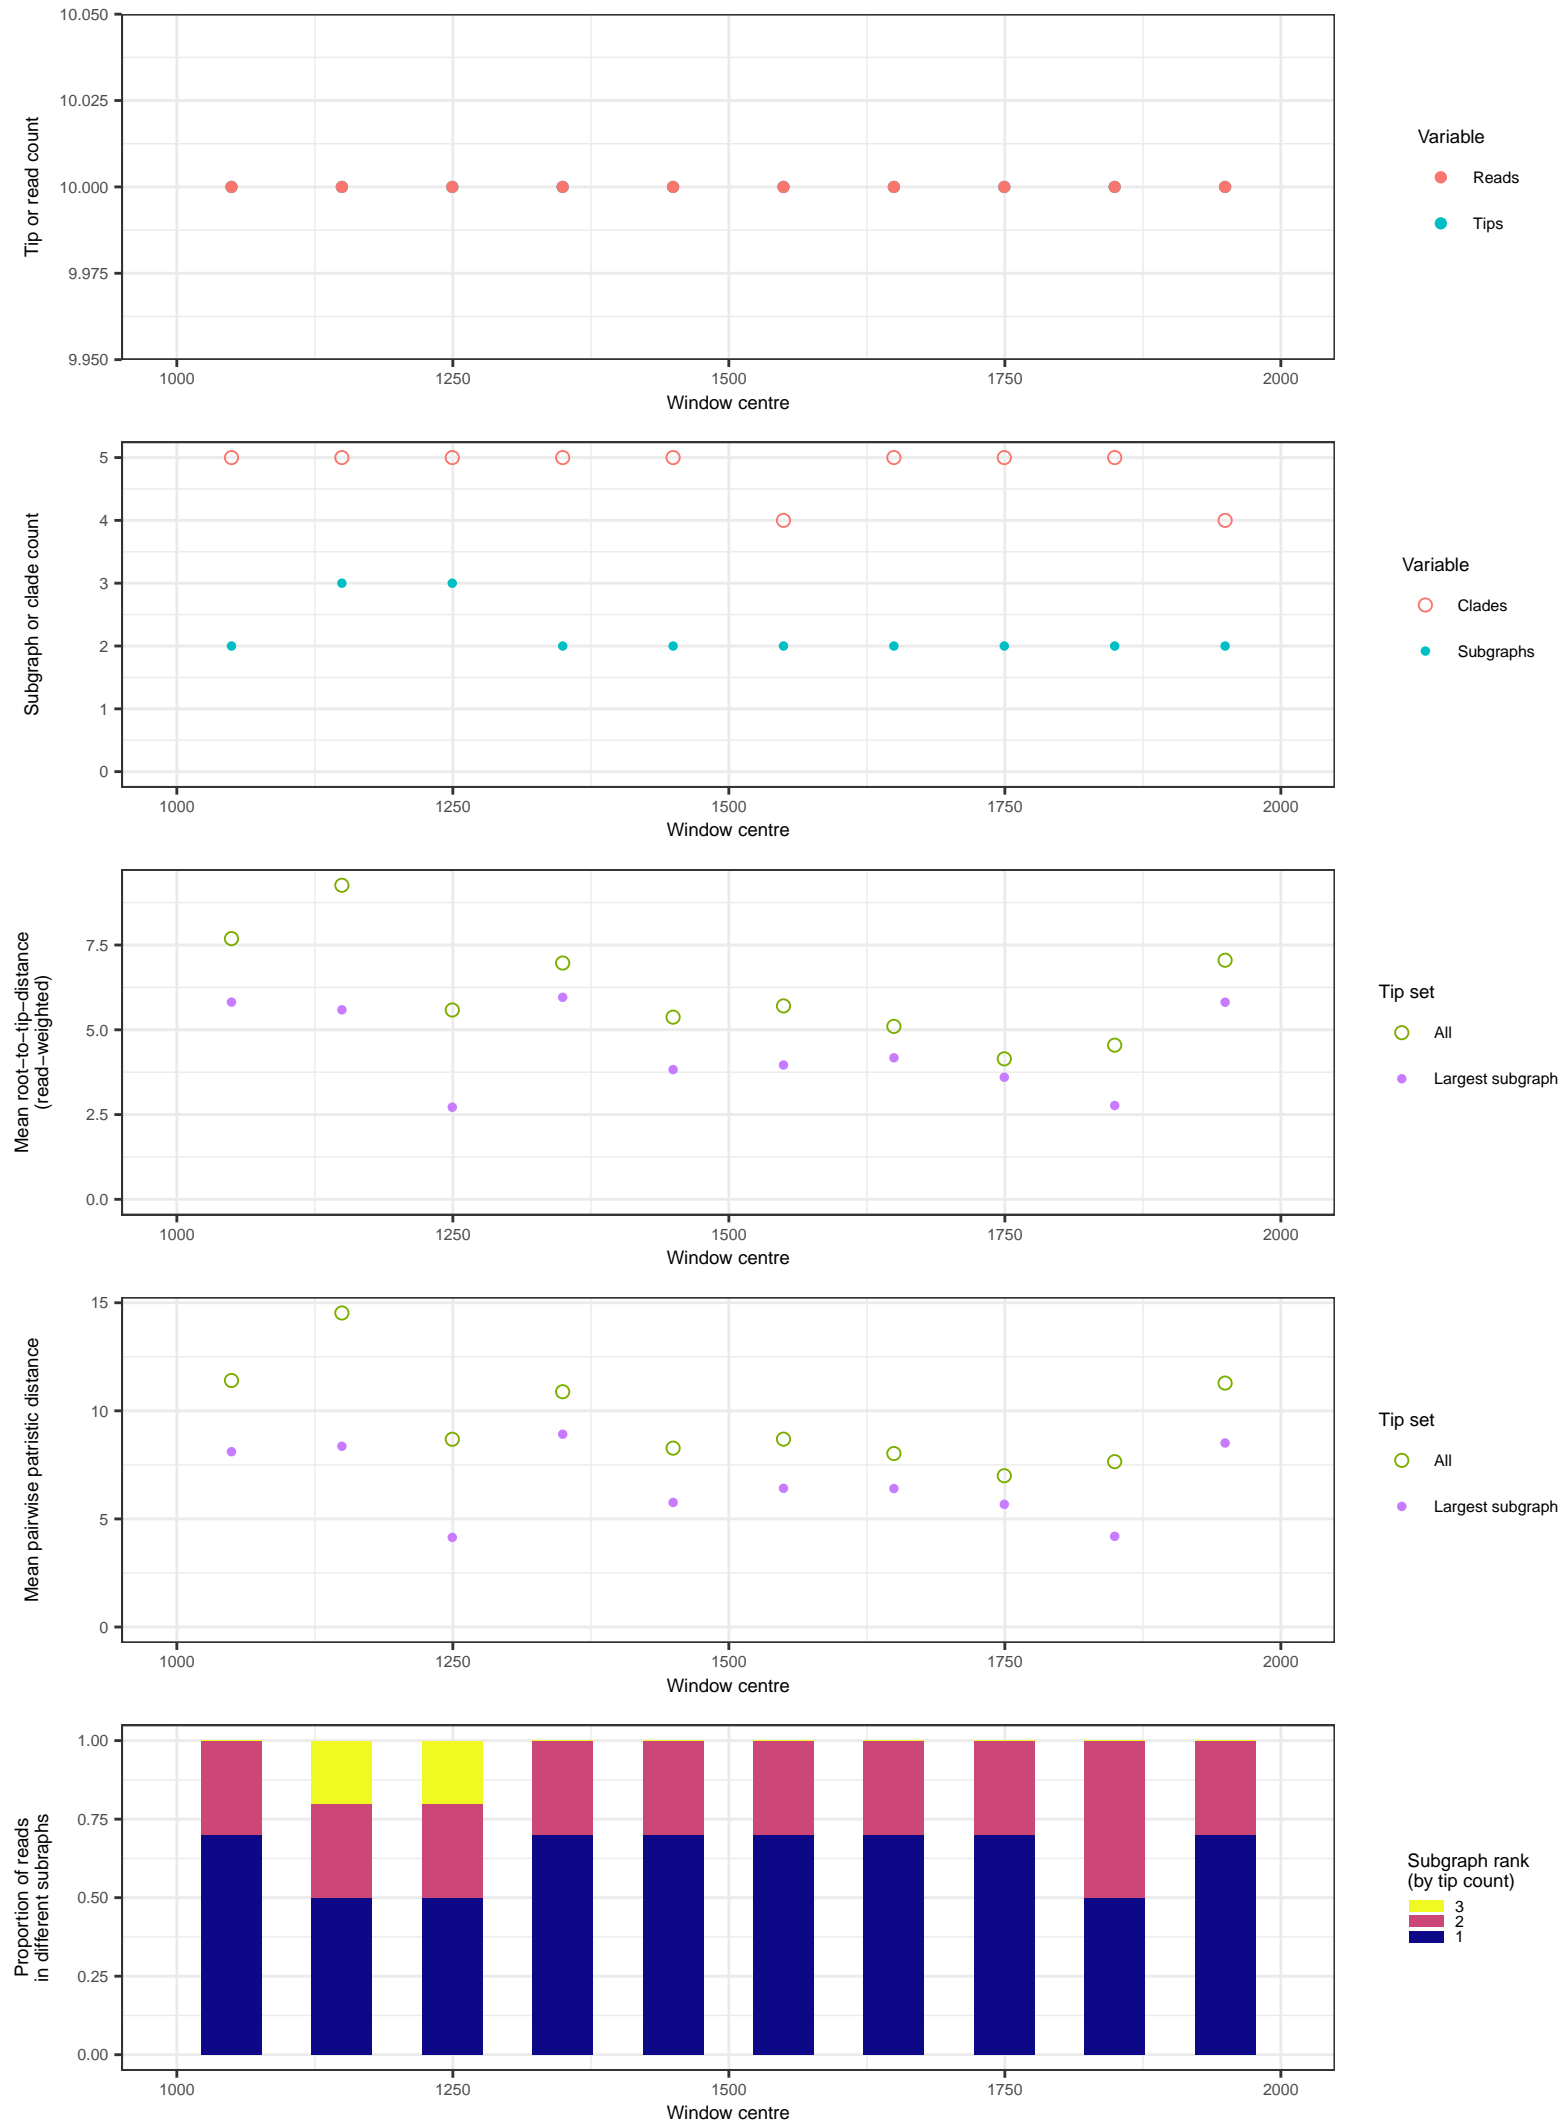 10.050
10.025
10.000
9.975
9.950
Tip or read count
1000 1250 1500 1750 2000
Window centre
Variable
Reads
Tips
5
4
3
2
1
0
Subgraph or clade count
1000 1250 1500 1750 2000
Window centre
Variable
Clades
Subgraphs
7.5
5.0
2.5
0.0
Mean root−to−tip−distance
(read−weighted)
1000 1250 1500 1750 2000
Window centre
Tip set
All
Largest subgraph
15
10
5
0
Mean pairwise patristic distance
1000 1250 1500 1750 2000
Window centre
Tip set
All
Largest subgraph
1.00
0.75
0.50
0.25
0.00
Proportion of reads
in different subraphs
1000 1250 1500 1750 2000
Window centre
Subgraph rank
(by tip count)
3
2
1